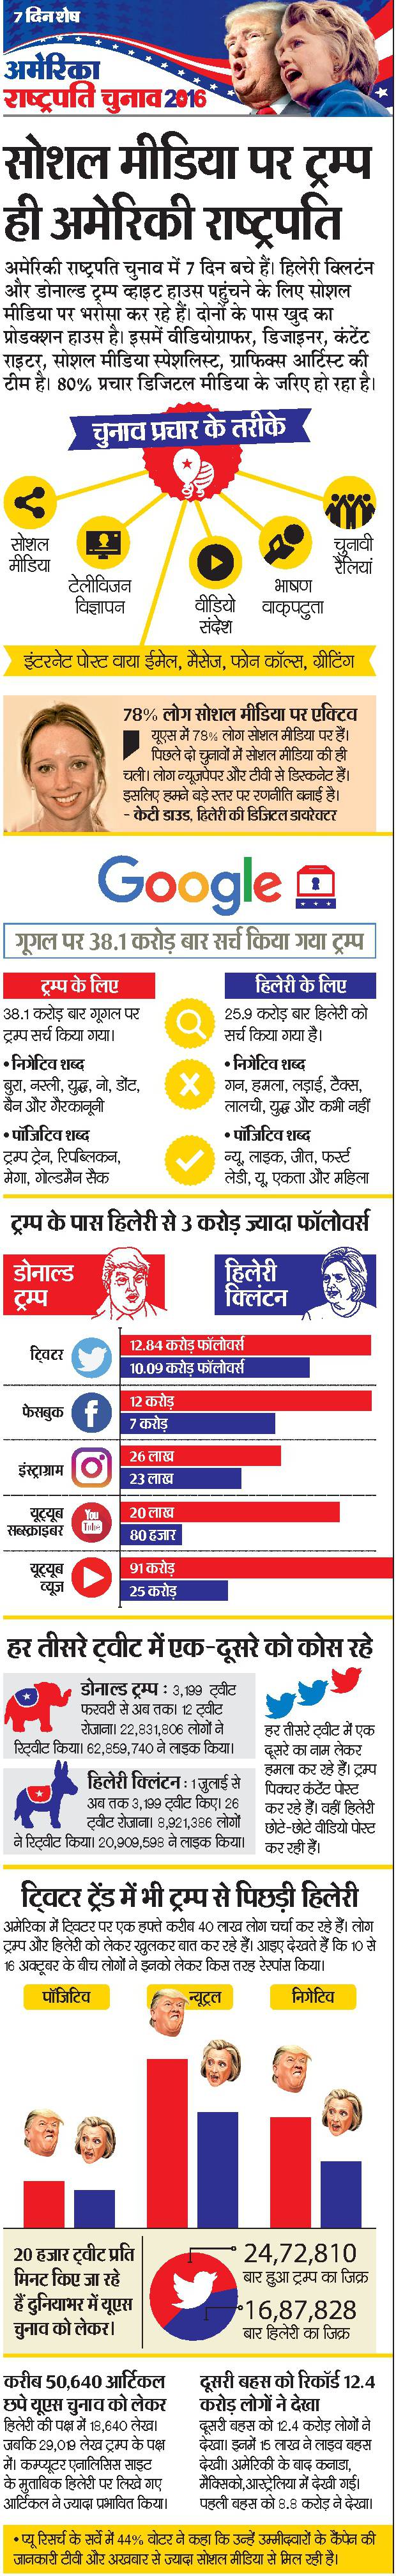 7 दिन शेष
अमेरिका
राष्ट्रपति चुनाव 2016
सोशल मीडिया पर ट्रम्प
ही अमेरिकी राष्ट्रपति
अमेरिकी राष्ट्रपति चुनाव में 7 दिन बचे हैं। हिलेरी क्लिटंन
और डोनाल्ड ट्रम्प व्हाइट हाउस पहुंचने के लिए सोशल
मीडिया पर भरोसा कर रहे हैं। दोनों के पास खुद का
प्रोडक्शन हाउस है। इसमें वीडियोग्राफर, डिजाइनर, कंटेंट
राइटर, सोशल मीडिया स्पेशलिस्ट, ग्राफिक्स आर्टिस्ट की
टीम है। 80% प्रचार डिजिटल मीडिया के जरिए हो रहा है।
चुनाव प्रचार के तरीके
सोशल
मीडिया
टेलीविजन
विज्ञापन
वीडियो
संदेश
भाषण
वाक्पटुता
चुनावी
रैलियां
इंटरनेट पोस्ट वाया ईमेल, मैसेज, फोन कॉल्स, ग्रीटिंग
78% लोग सोशल मीडिया पर एक्टिव
यूएस में 78% लोग सोशल मीडिया पर हैं।
पिछले दो चुनावों में सोशल मीडिया की ही
चली। लोग न्यूजपेपर और टीवी से डिस्कनेट हैं।
इसलिए हमने बड़े स्तर पर रणनीति बनाई है।
- केटी डाउड, हिलेरी की डिजिटल डायरेक्टर
Google
गूगल पर 38.1 करोड़ बार सर्च किया गया ट्रम्प
ट्रम्प के लिए
38.1 करोड़ बार गूगल पर
ट्रम्प सर्च किया गया।
• निगेटिव शब्द
बुरा, नस्ली, युद्ध, नो, डोंट,
बैन और गैरकानूनी
• पॉजिटिव शब्द
ट्रम्प ट्रेन, रिपब्लिकन,
मेगा, गोल्डमैन सैक
हिलेरी के लिए
25.9 करोड़ बार हिलेरी को
सर्च किया गया है।
• निगेटिव शब्द
गन, हमला, लड़ाई, टैक्स,
लालची, युद्ध और कभी नहीं
• पॉजिटिव शब्द
न्यू, लाइक, जीत, फर्स्ट
लेडी, यू, एकता और महिला
ट्रम्प के पास हिलेरी से 3 करोड़ ज्यादा फॉलोवर्स
डोनाल्ड
ट्रम्प
हिलेरी
क्लिंटन
ट्विटर
12.84 करोड़ फॉलोवर्स
10.09 करोड़ फॉलोवर्स
फेसबुक
12 करोड़
7 करोड़
इंस्ट्राग्राम
26 लाख
23 लाख
यूट्यूब
सब्स्क्राइबर
You
Tube
20 लाख
80 हजार
यूट्यूब
व्यूज
91 करोड़
25 करोड़
हर तीसरे ट्वीट में एक-दूसरे को कोस रहे
डोनाल्ड ट्रम्प : 3,199 ट्वीट
फरवरी से अब तक। 12 ट्वीट
रोजाना। 22,831,806 लोगों ने
रिट्वीट किया। 62,859,740 ने लाइक किया।
हिलेरी क्लिंटन : 1 जुलाई से
अब तक 3,199 ट्वीट किए। 26
ट्वीट रोजाना। 8,921,386 लोगों
ने रिट्वीट किया। 20,909,598 ने लाइक किया।
हर तीसरे ट्वीट में एक
दूसरे का नाम लेकर
हमला कर रहे हैं। ट्रम्प
पिक्चर कंटेंट पोस्ट
कर रहे हैं। वहीं हिलेरी
छोटे-छोटे वीडियो पोस्ट
कर रही हैं।
ट्विटर ट्रेंड में भी ट्रम्प से पिछड़ी हिलेरी
अमेरिका में ट्विटर पर एक हफ्ते करीब 40 लाख लोग चर्चा कर रहे हैं। लोग
ट्रम्प और हिलेरी को लेकर खुलकर बात कर रहे हैं। आइए देखते हैं कि 10 से
16 अक्टूबर के बीच लोगों ने इनको लेकर किस तरह रेस्पांस किया।
पॉजिटिव
न्यूट्रल
निगेटिव
20 हजार ट्वीट प्रति
मिनट किए जा रहे
हैं दुनियाभर में यूएस
चुनाव को लेकर।
24,72,810
बार हुआ ट्रम्प का जिक्र
16,87,828
बार हिलेरी का जिक्र
करीब 50,640 आर्टिकल
छपे यूएस चुनाव को लेकर
हिलेरी की पक्ष में 18,640 लेख।
जबकि 29,019 लेख ट्रम्प के पक्ष
में। कम्प्यूटर एनालिसिस साइट
के मुताबिक हिलेरी पर लिखे गए
आर्टिकल ने ज्यादा प्रभावित किया।
दूसरी बहस को रिकॉर्ड 12.4
करोड़ लोगों ने देखा
दूसरी बहस को 12.4 करोड़ लोगों ने
देखा। इनमें 15 लाख ने लाइव बहस
देखी। अमेरिकी के बाद कनाडा,
मैक्सिको,आस्ट्रेलिया में देखी गई।
पहली बहस को 8.8 करोड़ ने देखा।
• प्यू रिसर्च के सर्वे में 44% वोटर ने कहा कि उन्हें उम्मीदवारों के कैंपेन की
जानकारी टीवी और अखबार से ज्यादा सोशल मीडिया से मिल रही है।